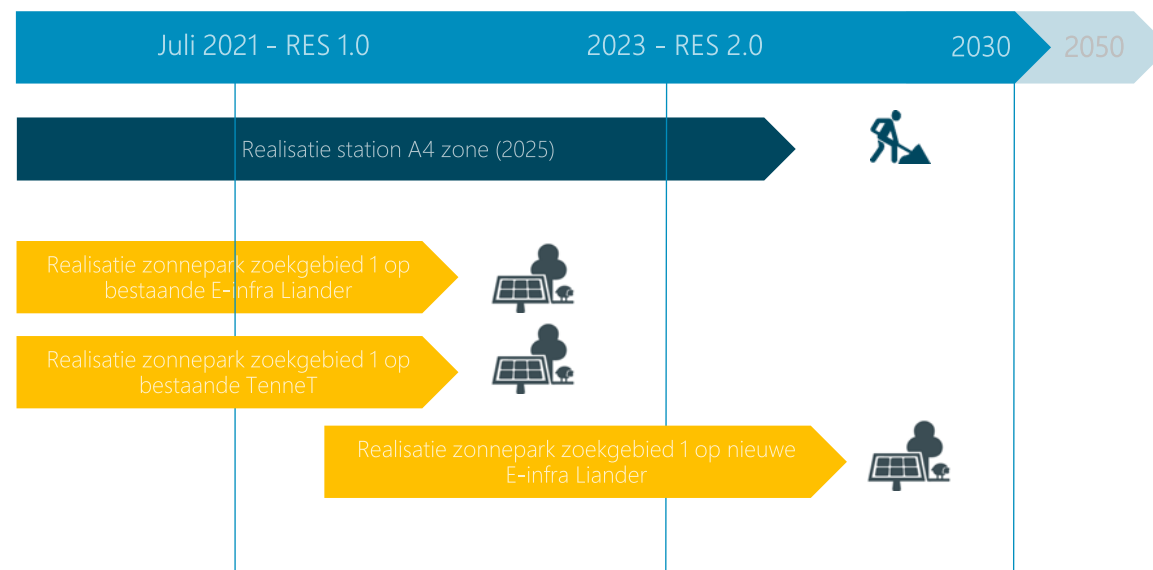 Juli 2021 - RES 1.0
2023 – RES 2.0
2030
2050
Realisatie station A4 zone (2025)
Realisatie zonnepark zoekgebied 1 op
bestaande E-infra Liander
Realisatie zonnepark zoekgebied 1 op
bestaande TenneT
Realisatie zonnepark zoekgebied 1 op nieuwe
E-infra Liander